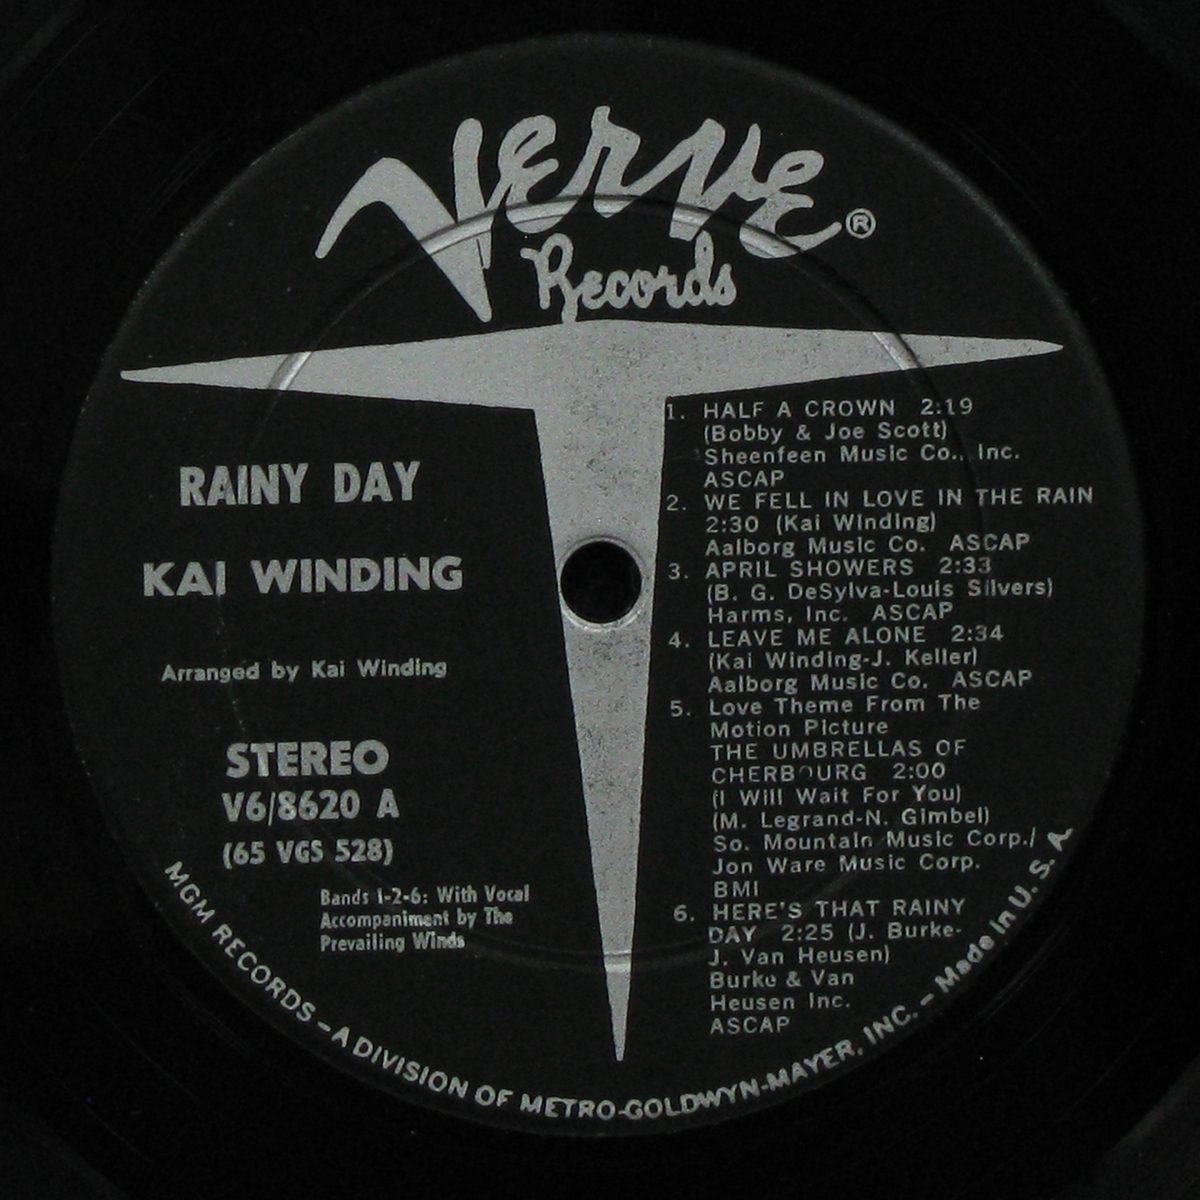 Verve ®
Records
RAINY DAY
KAI WINDING
Arranged by Kai Winding
STEREO
V6/8620 A
(65 VGS 528)
Bands 1-2-6: With Vocal
Accompaniment by The
Prevailing Winds
1. HALF A CROWN 2:19
(Bobby & Joe Scott)
Sheenfeen Music Co., Inc.
ASCAP
2. WE FELL IN LOVE IN THE RAIN
2:30 (Kai Winding)
Aalborg Music Co. ASCAP
3. APRIL SHOWERS 2:33
(B. G. DeSylva-Louis Silvers)
Harms, Inc. ASCAP
4. LEAVE ME ALONE 2:34
(Kai Winding-J. Keller)
Aalborg Music Co. ASCAP
5. Love Theme From The
Motion Picture
THE UMBRELLAS OF
CHERBOURG 2:00
(I Will Wait For You)
(M. Legrand-N. Gimbel)
So. Mountain Music Corp./
Jon Ware Music Corp.
BMI
6. HERE'S THAT RAINY
DAY 2:25 (J. Burke-
J. Van Heusen)
Burke & Van
Heusen Inc.
ASCAP
MGM RECORDS – A DIVISION OF METRO-GOLDWYN-MAYER, INC. – Made in U. S. A.